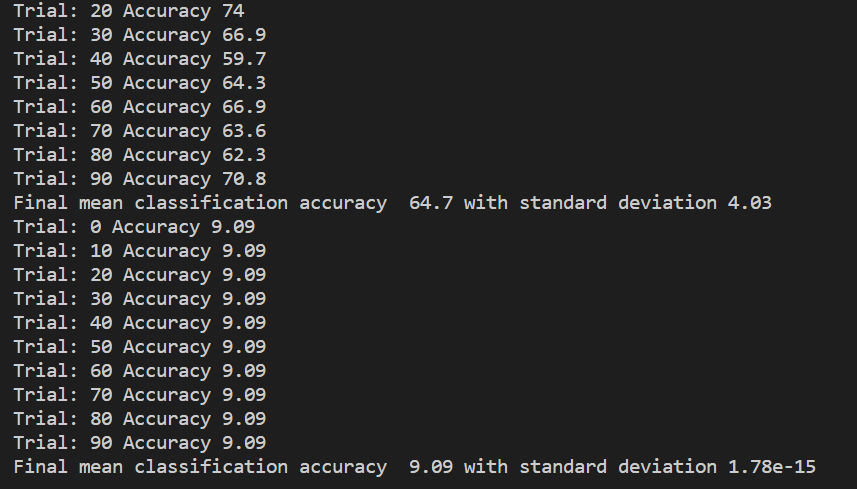 Trial: 20 Accuracy 74
Trial: 30 Accuracy 66.9
Trial: 40 Accuracy 59.7
Trial: 50 Accuracy 64.3
Trial: 60 Accuracy 66.9
Trial: 70 Accuracy 63.6
Trial: 80 Accuracy 62.3
Trial: 90 Accuracy 70.8
Final mean classification accuracy  64.7 with standard deviation 4.03
Trial: 0 Accuracy 9.09
Trial: 10 Accuracy 9.09
Trial: 20 Accuracy 9.09
Trial: 30 Accuracy 9.09
Trial: 40 Accuracy 9.09
Trial: 50 Accuracy 9.09
Trial: 60 Accuracy 9.09
Trial: 70 Accuracy 9.09
Trial: 80 Accuracy 9.09
Trial: 90 Accuracy 9.09
Final mean classification accuracy  9.09 with standard deviation 1.78e-15